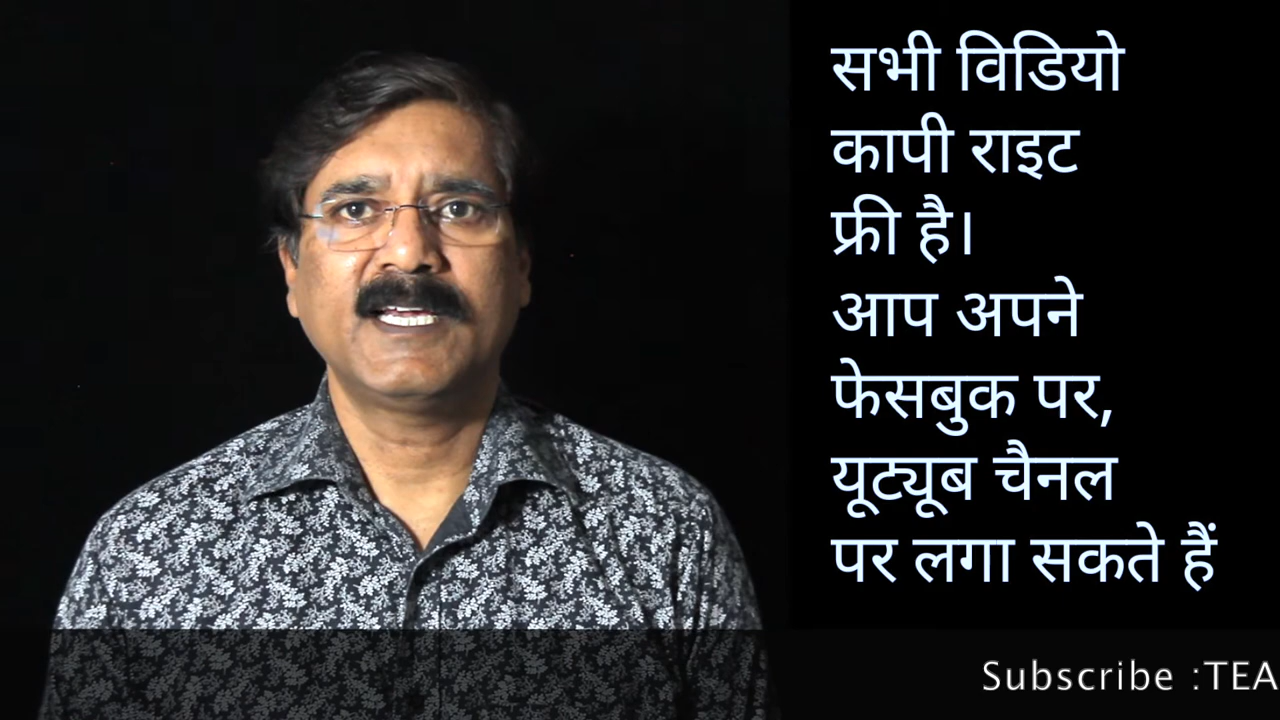 सभी विडियो
कापी राइट
फ्री है।
आप अपने
फेसबुक पर,
यूट्यूब चैनल
पर लगा सकते हैं
Subscribe :TEA